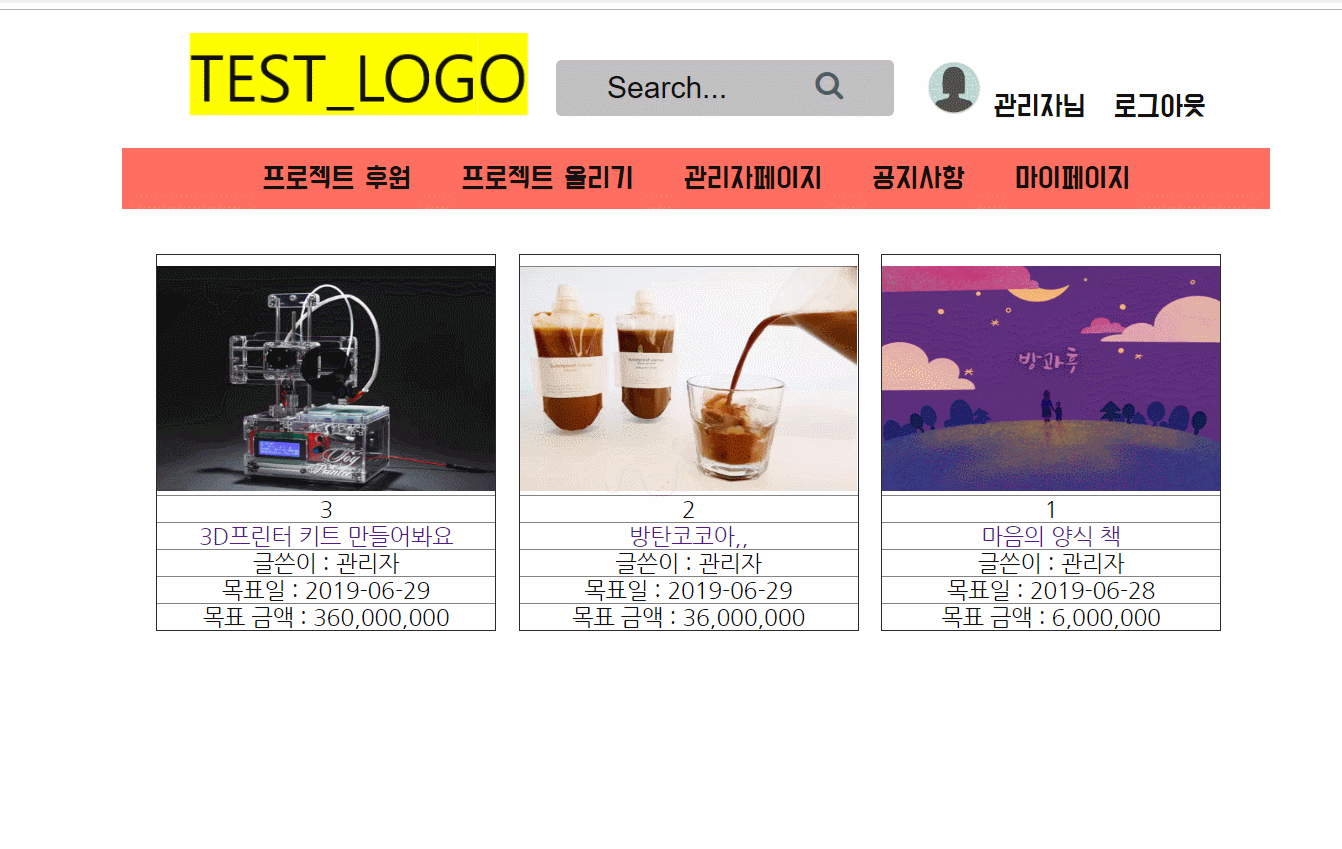 TEST_LOGO
Search...
관리자님 로그아웃
프로젝트 후원 프로젝트 올리기 관리자페이지 공지사항 마이페이지
방과후
Joy
Printer
3
3D프린터 키트 만들어봐요
글쓴이 : 관리자
목표일 : 2019-06-29
목표 금액 : 360,000,000
2
방탄코코아,,
글쓴이 : 관리자
목표일 : 2019-06-29
목표 금액 : 36,000,000
1
마음의 양식 책
글쓴이 : 관리자
목표일 : 2019-06-28
목표 금액 : 6,000,000